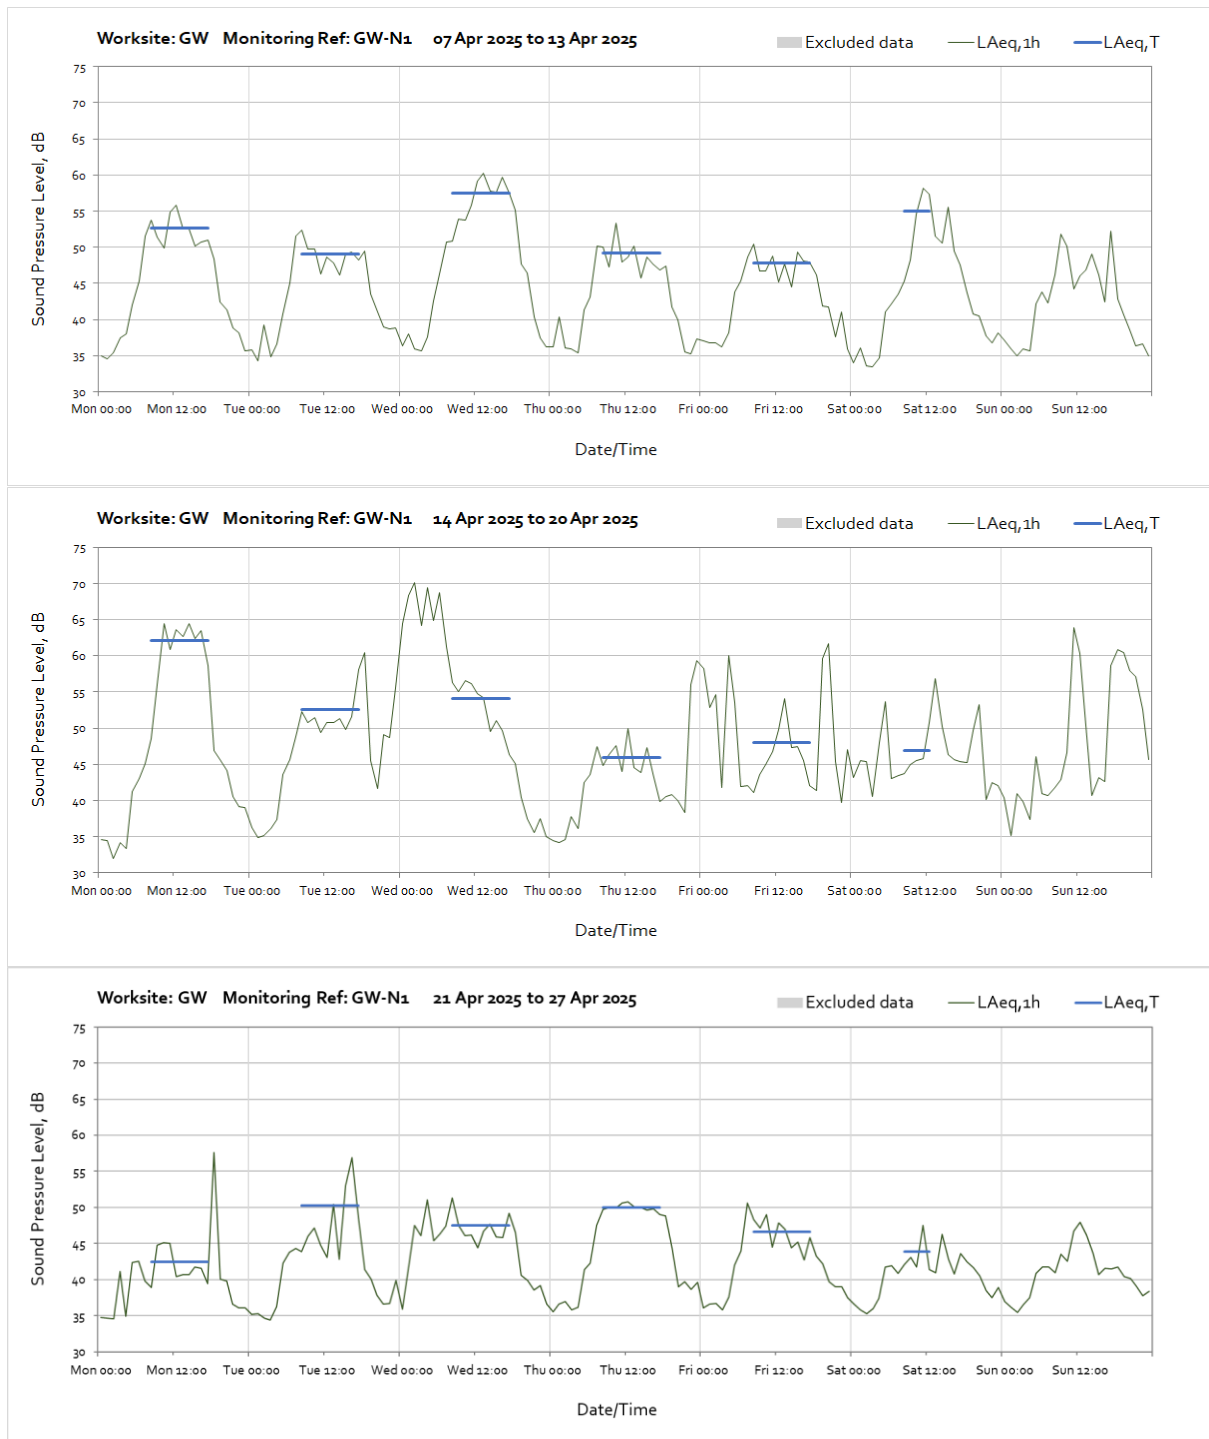 Worksite: GW Monitoring Ref: GW-N1 07 Apr 2025 to 13 Apr 2025
Excluded data LAeq,1h LAeq,T
Sound Pressure Level, dB
75
70
65
60
55
50
45
40
35
30
Mon 00:00 Mon 12:00 Tue 00:00 Tue 12:00 Wed 00:00 Wed 12:00 Thu 00:00 Thu 12:00 Fri 00:00 Fri 12:00 Sat 00:00 Sat 12:00 Sun 00:00 Sun 12:00
Date/Time
Worksite: GW Monitoring Ref: GW-N1 14 Apr 2025 to 20 Apr 2025
Excluded data LAeq,1h LAeq,T
Sound Pressure Level, dB
75
70
65
60
55
50
45
40
35
30
Mon 00:00 Mon 12:00 Tue 00:00 Tue 12:00 Wed 00:00 Wed 12:00 Thu 00:00 Thu 12:00 Fri 00:00 Fri 12:00 Sat 00:00 Sat 12:00 Sun 00:00 Sun 12:00
Date/Time
Worksite: GW Monitoring Ref: GW-N1 21 Apr 2025 to 27 Apr 2025
Excluded data LAeq,1h LAeq,T
Sound Pressure Level, dB
75
70
65
60
55
50
45
40
35
30
Mon 00:00 Mon 12:00 Tue 00:00 Tue 12:00 Wed 00:00 Wed 12:00 Thu 00:00 Thu 12:00 Fri 00:00 Fri 12:00 Sat 00:00 Sat 12:00 Sun 00:00 Sun 12:00
Date/Time